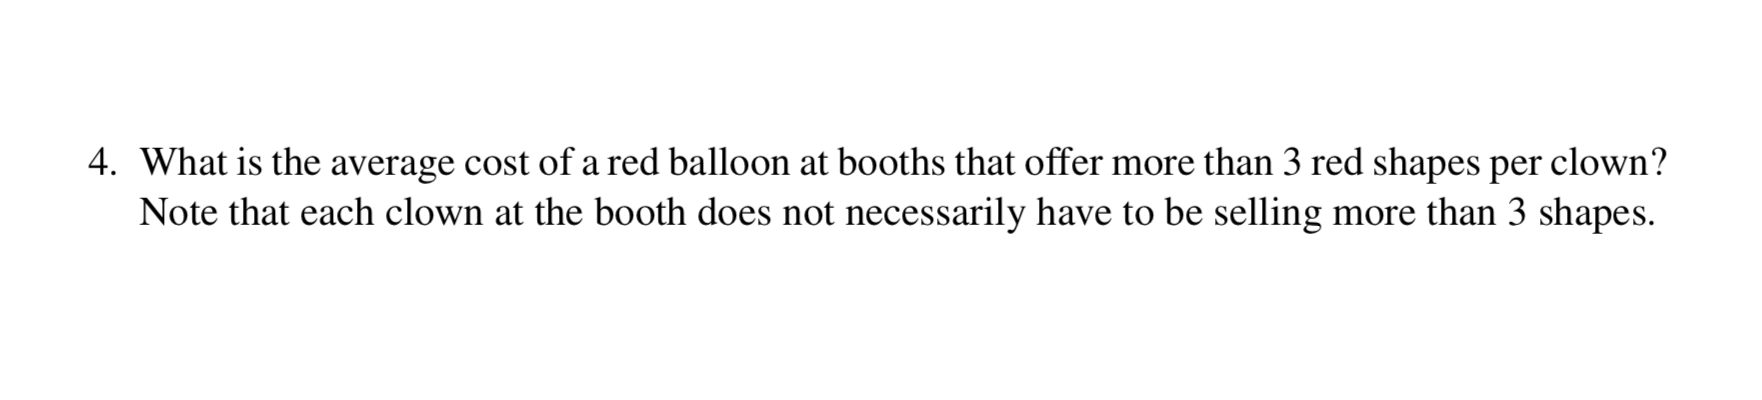 4. What is the average cost of a red balloon at booths that offer more than 3 red shapes per clown?
Note that each clown at the booth does not necessarily have to be selling more than 3 shapes.